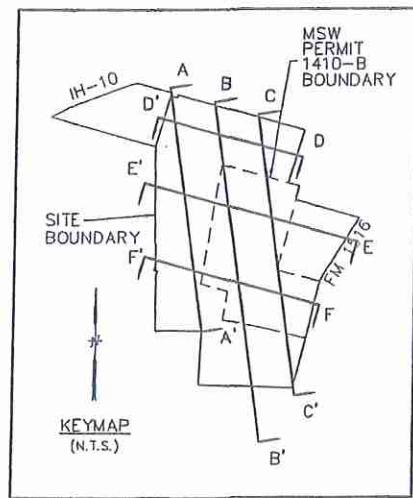 MSW
PERMIT
1410-B
BOUNDARY
IH-10
A
B
C
D'
D
E'
SITE
BOUNDARY
E
FM 1516
F'
F
A'
C'
B'
KEYMAP
(N.T.S.)